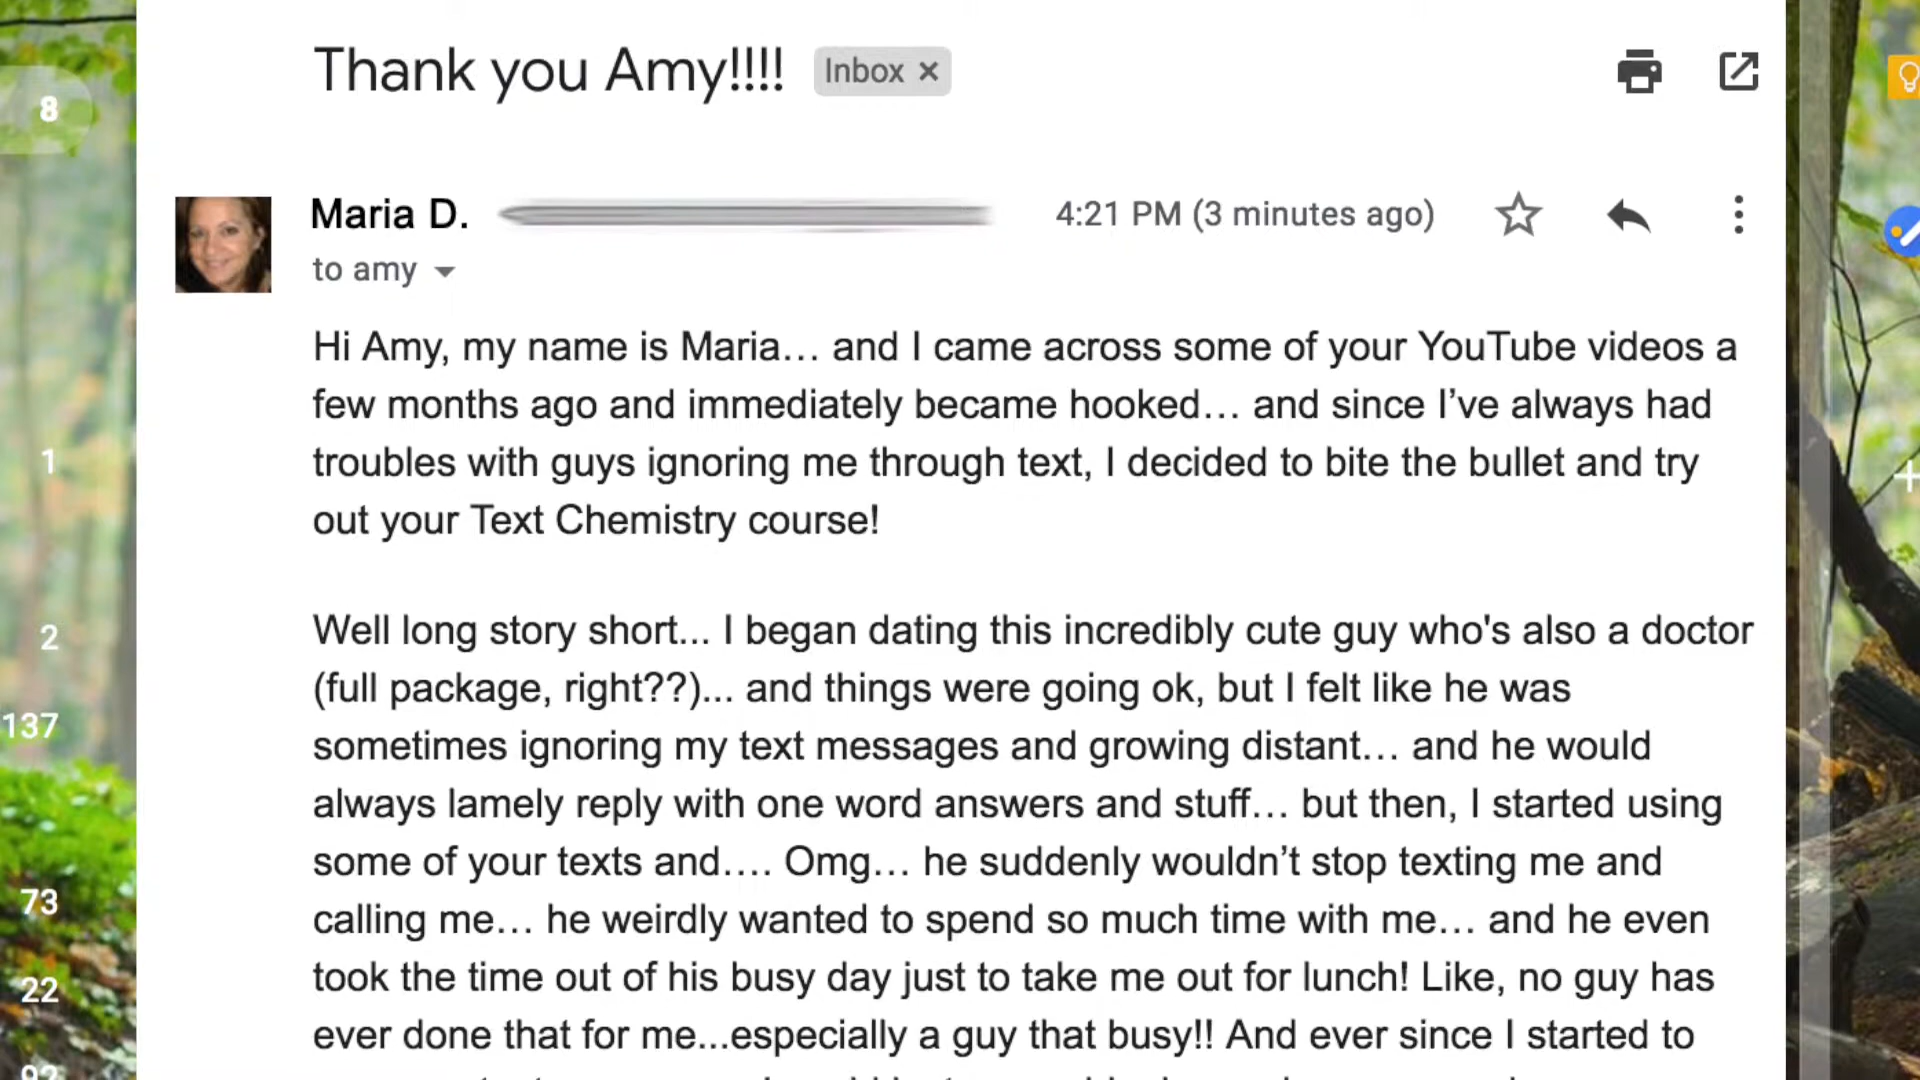 Thank you Amy!!!! Inbox ×
8
Maria D. 4:21 PM (3 minutes ago)
to amy
Hi Amy, my name is Maria… and I came across some of your YouTube videos a
few months ago and immediately became hooked… and since I’ve always had
1
troubles with guys ignoring me through text, I decided to bite the bullet and try
out your Text Chemistry course!
2
Well long story short... I began dating this incredibly cute guy who's also a doctor
(full package, right??)... and things were going ok, but I felt like he was
137
sometimes ignoring my text messages and growing distant… and he would
always lamely reply with one word answers and stuff… but then, I started using
some of your texts and…. Omg… he suddenly wouldn’t stop texting me and
73
calling me… he weirdly wanted to spend so much time with me… and he even
took the time out of his busy day just to take me out for lunch! Like, no guy has
22
ever done that for me...especially a guy that busy!! And ever since I started to